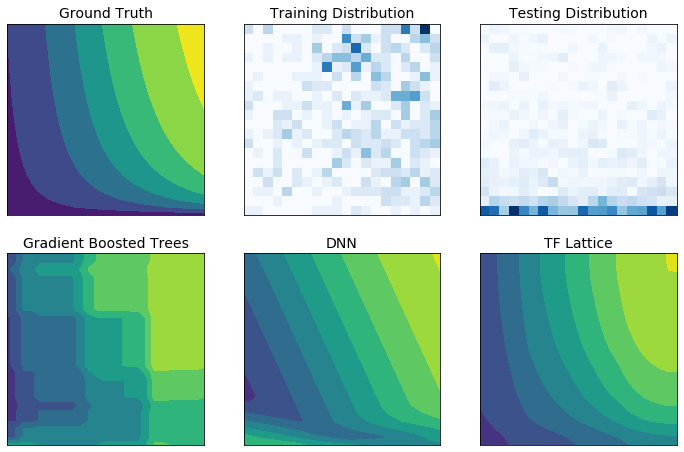 Ground Truth
Training Distribution
Testing Distribution
Gradient Boosted Trees
DNN
TF Lattice